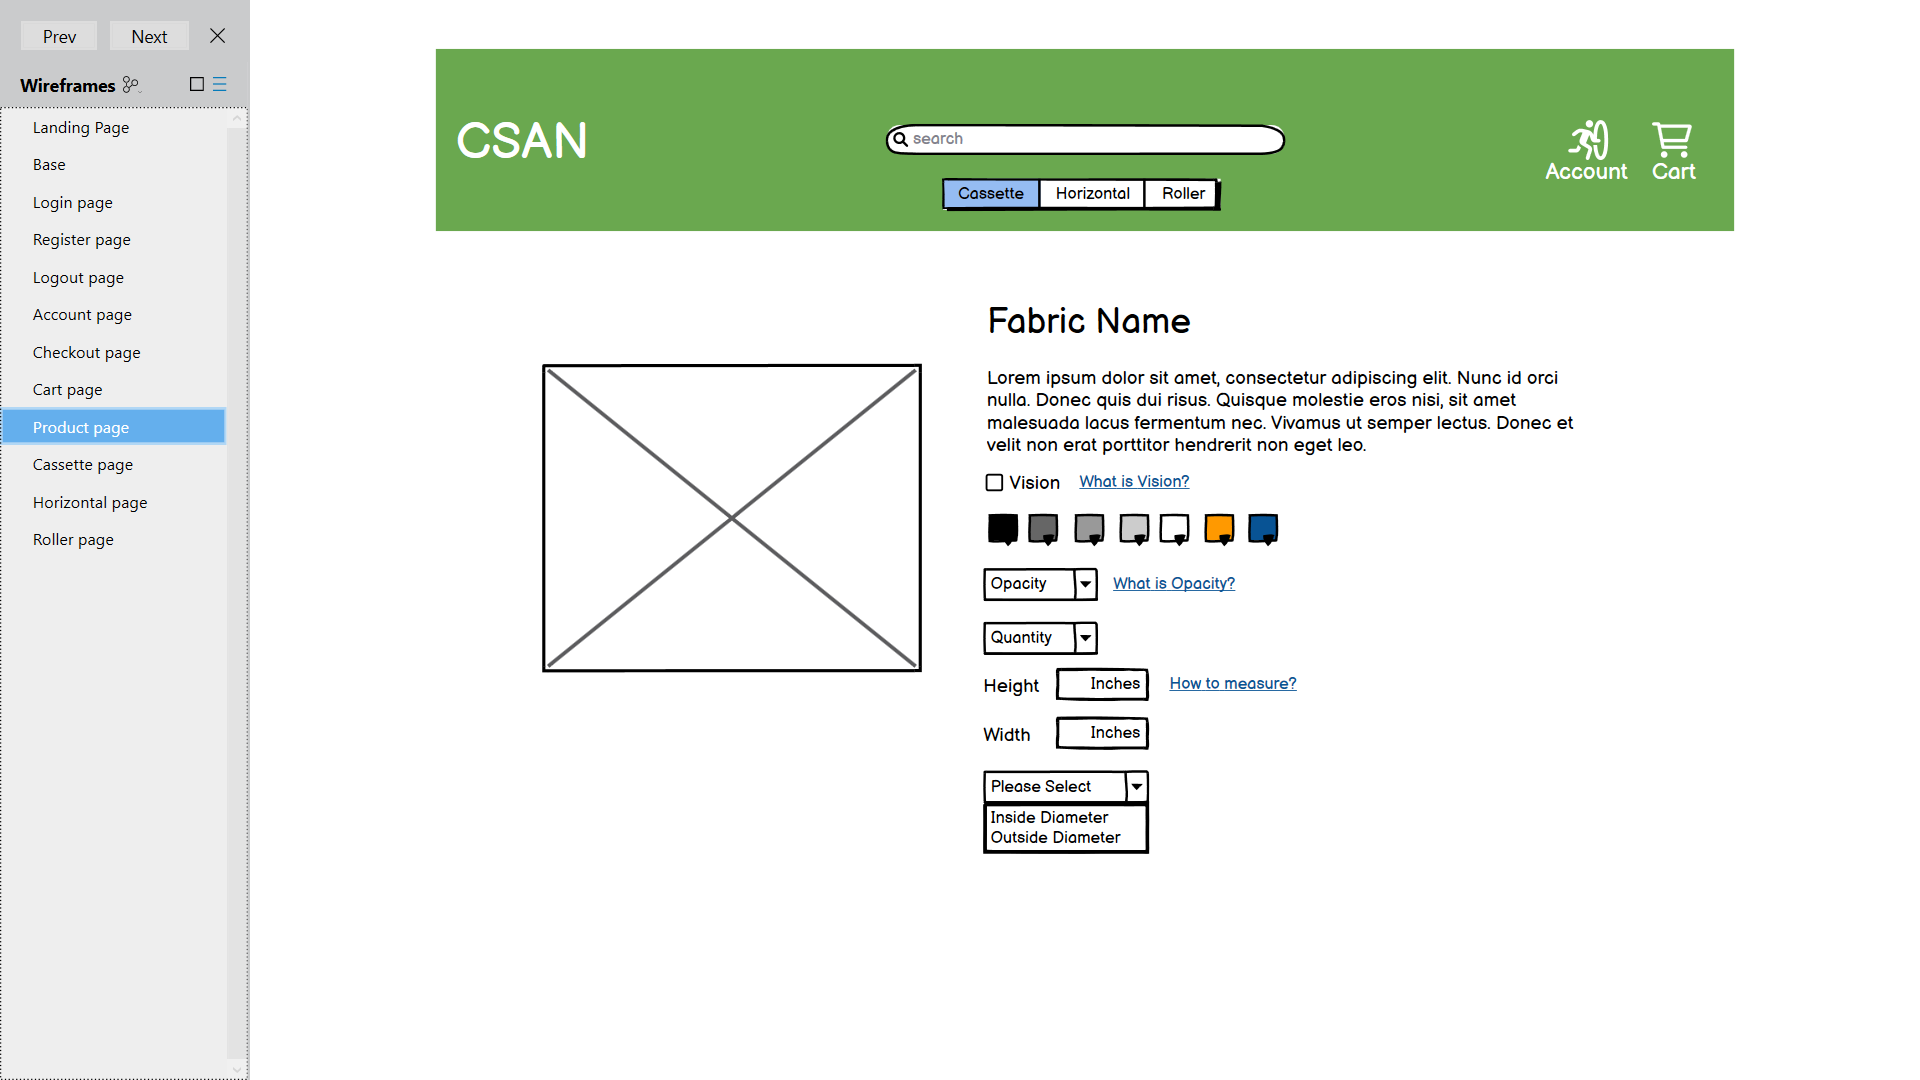 Prev
Next
Wireframes
Landing Page
Base
Login page
Register page
Logout page
Account page
Checkout page
Cart page
Product page
Cassette page
Horizontal page
Roller page
CSAN
search
Cassette
Horizontal
Roller
Account
Cart
Fabric Name
Lorem ipsum dolor sit amet, consectetur adipiscing elit. Nunc id orci
nulla. Donec quis dui risus. Quisque molestie eros nisi, sit amet
malesuada lacus fermentum nec. Vivamus ut semper lectus. Donec et
velit non erat porttitor hendrerit non eget leo.
Vision
What is Vision?
Opacity
What is Opacity?
Quantity
Height
Inches
How to measure?
Width
Inches
Please Select
Inside Diameter
Outside Diameter